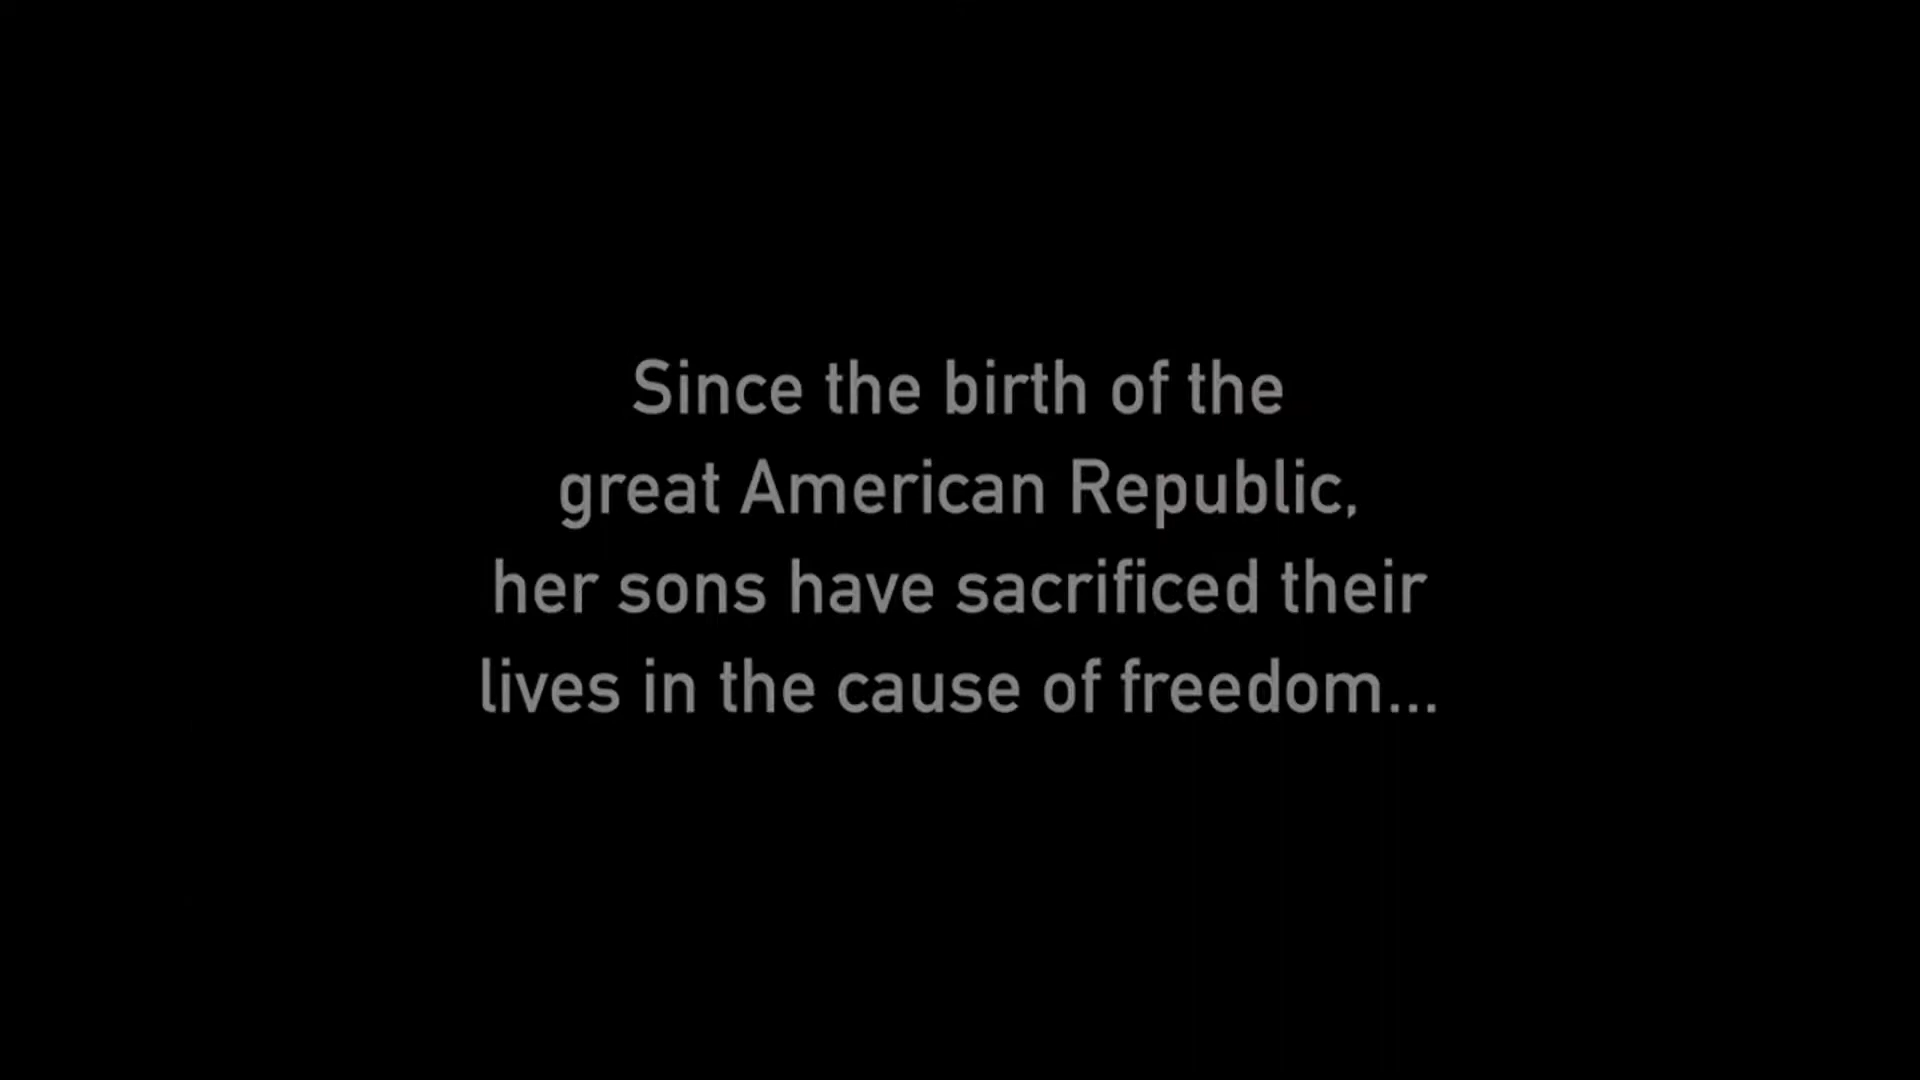 Since the birth of the
great American Republic,
her sons have sacrificed their
lives in the cause of freedom...